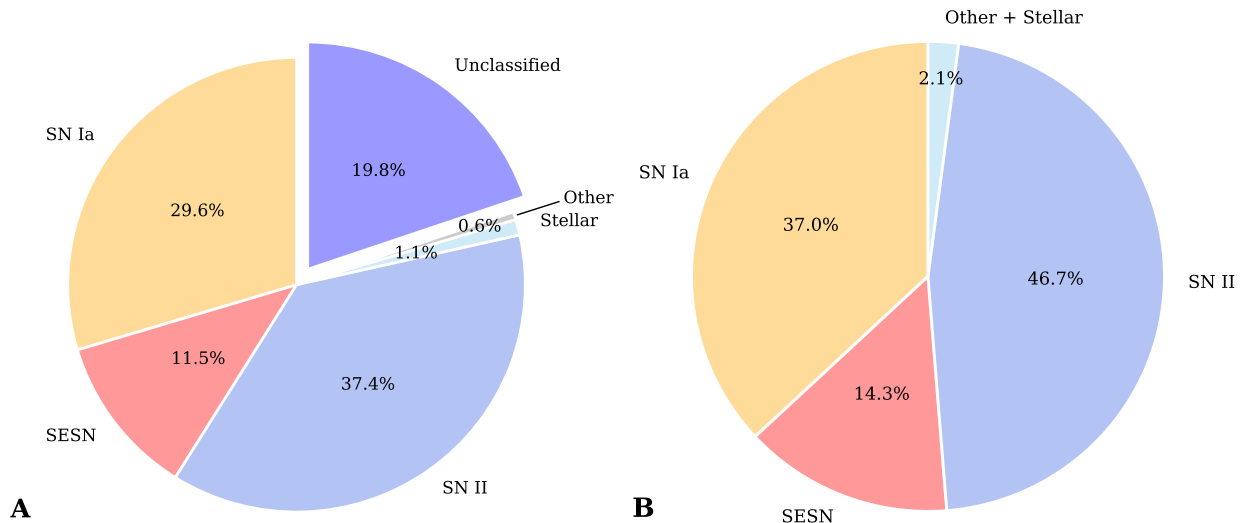 Unclassified
SN Ia
19.8%
Other
29.6%
0.6%
Stellar
1.1%
11.5%
37.4%
SESN
SN II
A
Other + Stellar
2.1%
SN Ia
37.0%
46.7%
SN II
14.3%
SESN
B